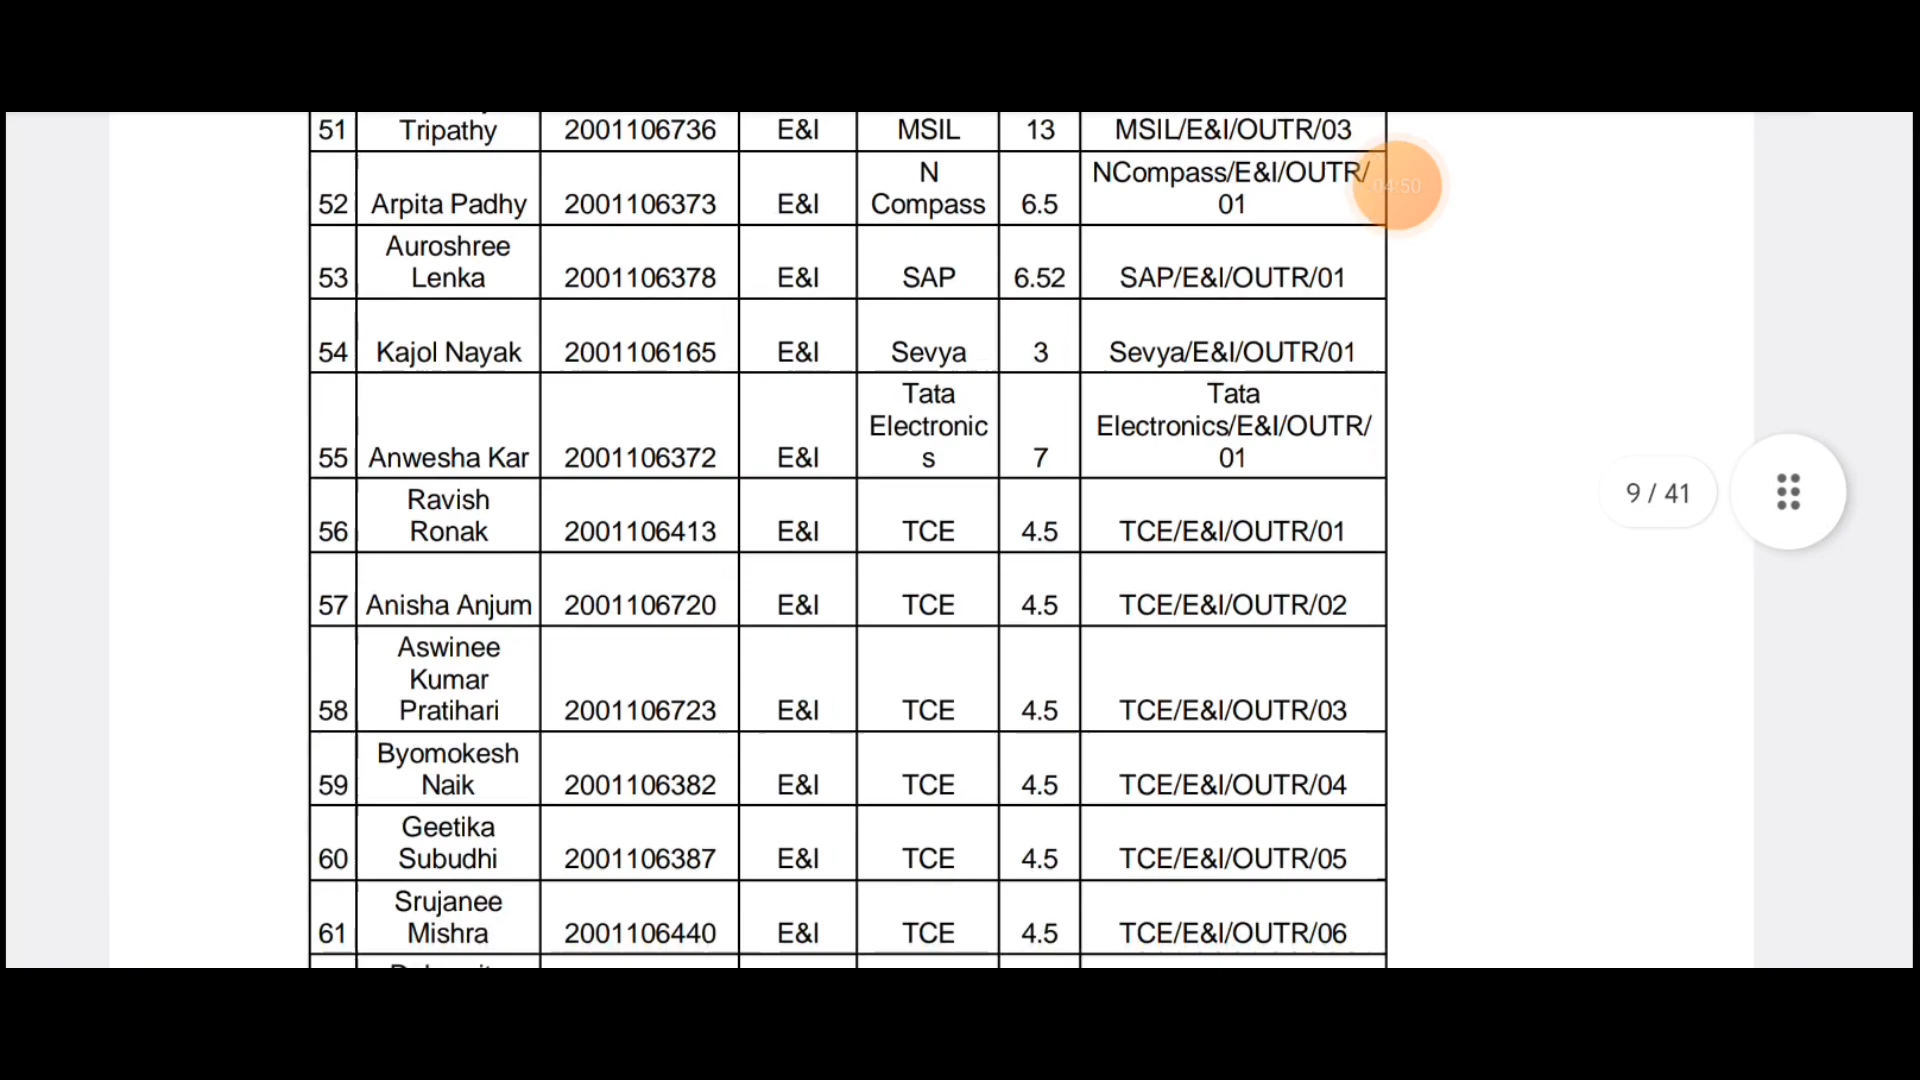 51 Tripathy 2001106736 E&I MSIL 13 MSIL/E&I/OUTR/03
N NCompass/E&I/OUTR/
52 Arpita Padhy 2001106373 E&I Compass 6.5 01
04:50
Auroshree
53 Lenka 2001106378 E&I SAP 6.52 SAP/E&I/OUTR/01
54 Kajol Nayak 2001106165 E&I Sevya 3 Sevya/E&I/OUTR/01
Tata Tata
Electronic Electronics/E&I/OUTR/
55 Anwesha Kar 2001106372 E&I s 7 01
9 / 41
Ravish
56 Ronak 2001106413 E&I TCE 4.5 TCE/E&I/OUTR/01
57 Anisha Anjum 2001106720 E&I TCE 4.5 TCE/E&I/OUTR/02
Aswinee
Kumar
58 Pratihari 2001106723 E&I TCE 4.5 TCE/E&I/OUTR/03
Byomokesh
59 Naik 2001106382 E&I TCE 4.5 TCE/E&I/OUTR/04
Geetika
60 Subudhi 2001106387 E&I TCE 4.5 TCE/E&I/OUTR/05
Srujanee
61 Mishra 2001106440 E&I TCE 4.5 TCE/E&I/OUTR/06